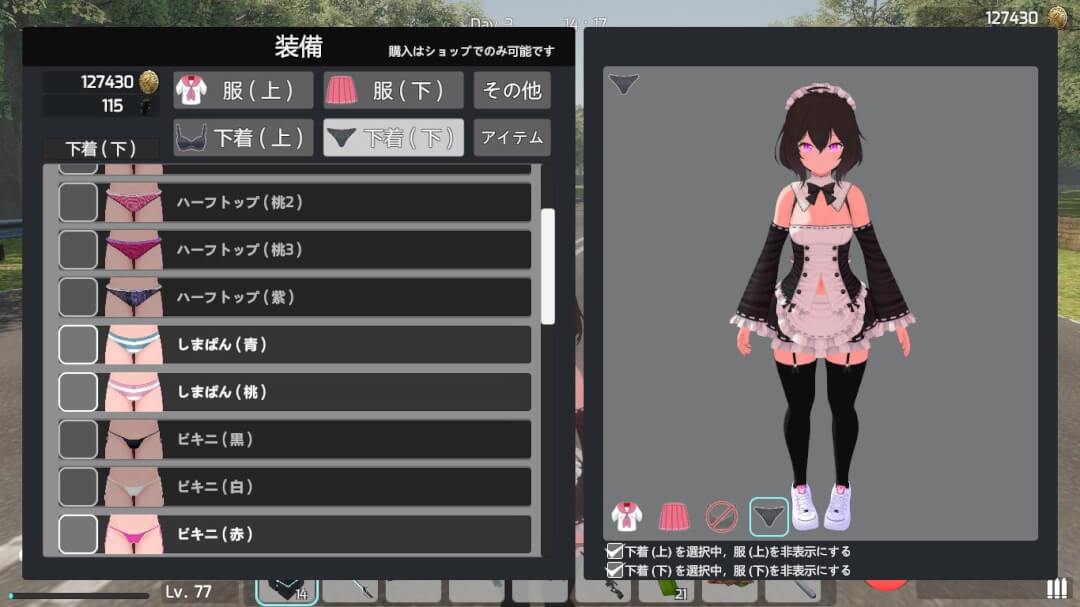 Day 3 14:17
127430
装備
購入はショップでのみ可能です
127430
115
服(上)
服(下)
その他
下着(下)
下着(上)
下着(下)
アイテム
ハーフトップ(桃2)
ハーフトップ(桃3)
ハーフトップ(紫)
しまぱん(青)
しまぱん(桃)
ビキニ(黒)
ビキニ(白)
ビキニ(赤)
下着(上)を選択中, 服(上)を非表示にする
下着(下)を選択中, 服(下)を非表示にする
Lv. 77
14
21